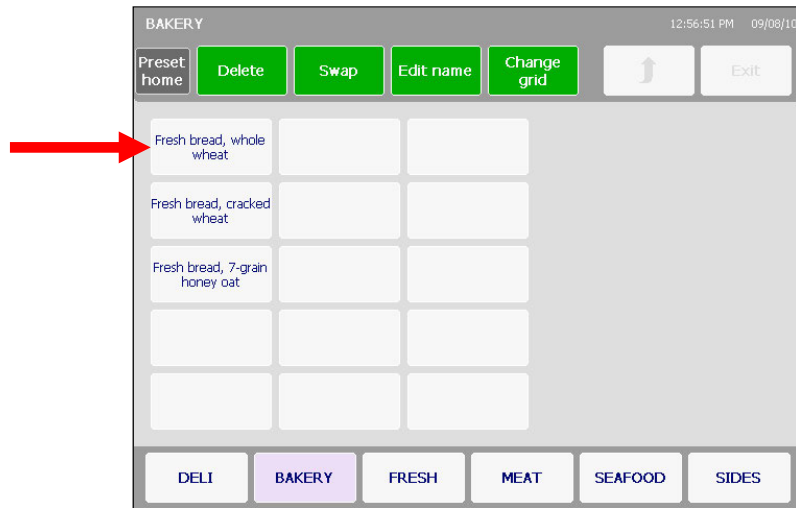 BAKERY
12:56:51 PM 09/08/10
Preset
home
Delete
Swap
Edit name
Change
grid
Exit
Fresh bread, whole
wheat
Fresh bread, cracked
wheat
Fresh bread, 7-grain
honey oat
DELI
BAKERY
FRESH
MEAT
SEAFOOD
SIDES